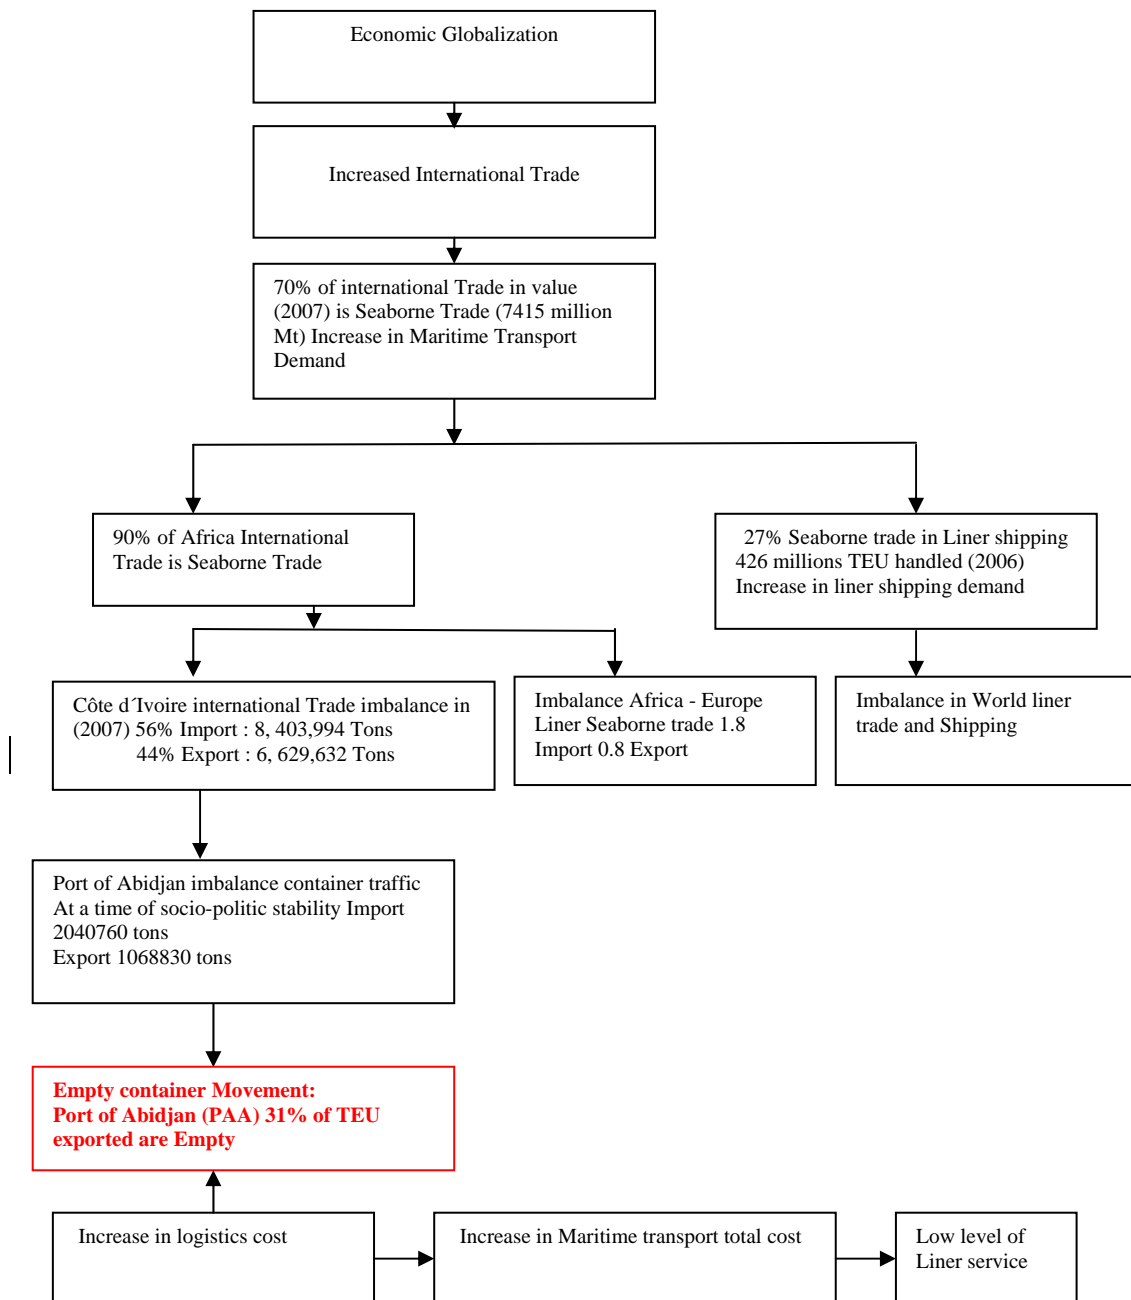 Economic Globalization
Increased International Trade
70% of international Trade in value
(2007) is Seaborne Trade (7415 million
Mt) Increase in Maritime Transport
Demand
90% of Africa International
Trade is Seaborne Trade
27% Seaborne trade in Liner shipping
426 millions TEU handled (2006)
Increase in liner shipping demand
Côte d´Ivoire international Trade imbalance in
(2007) 56% Import : 8, 403,994 Tons
44% Export : 6, 629,632 Tons
Imbalance Africa - Europe
Liner Seaborne trade 1.8
Import 0.8 Export
Imbalance in World liner
trade and Shipping
Port of Abidjan imbalance container traffic
At a time of socio-politic stability Import
2040760 tons
Export 1068830 tons
Empty container Movement:
Port of Abidjan (PAA) 31% of TEU
exported are Empty
Increase in logistics cost
Increase in Maritime transport total cost
Low level of
Liner service